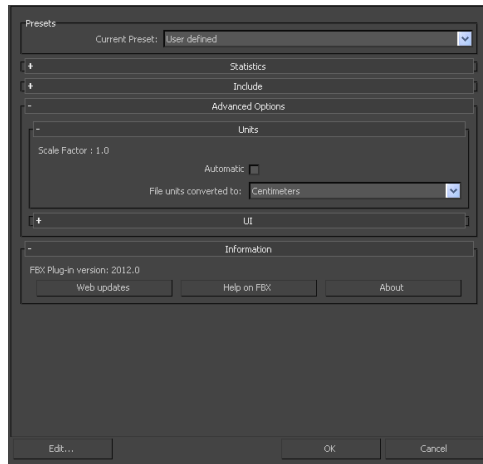 Presets
Current Preset: User defined
+ Statistics
+ Include
- Advanced Options
- Units
Scale Factor : 1.0
Automatic
File units converted to: Centimeters
+ UI
- Information
FBX Plug-in version: 2012.0
Web updates Help on FBX About
Edit... OK Cancel